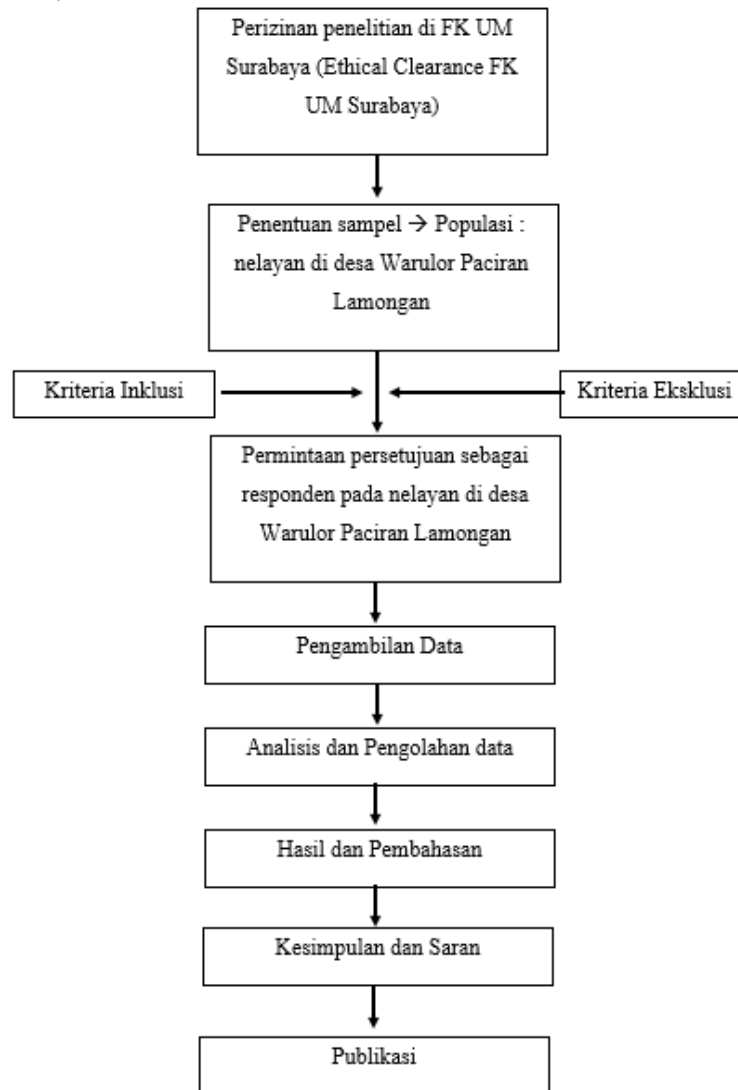 Perizinan penelitian di FK UM
Surabaya (Ethical Clearance FK
UM Surabaya)
Penentuan sampel → Populasi :
nelayan di desa Warulor Paciran
Lamongan
Kriteria Inklusi
Kriteria Eksklusi
Permintaan persetujuan sebagai
responden pada nelayan di desa
Warulor Paciran Lamongan
Pengambilan Data
Analisis dan Pengolahan data
Hasil dan Pembahasan
Kesimpulan dan Saran
Publikasi